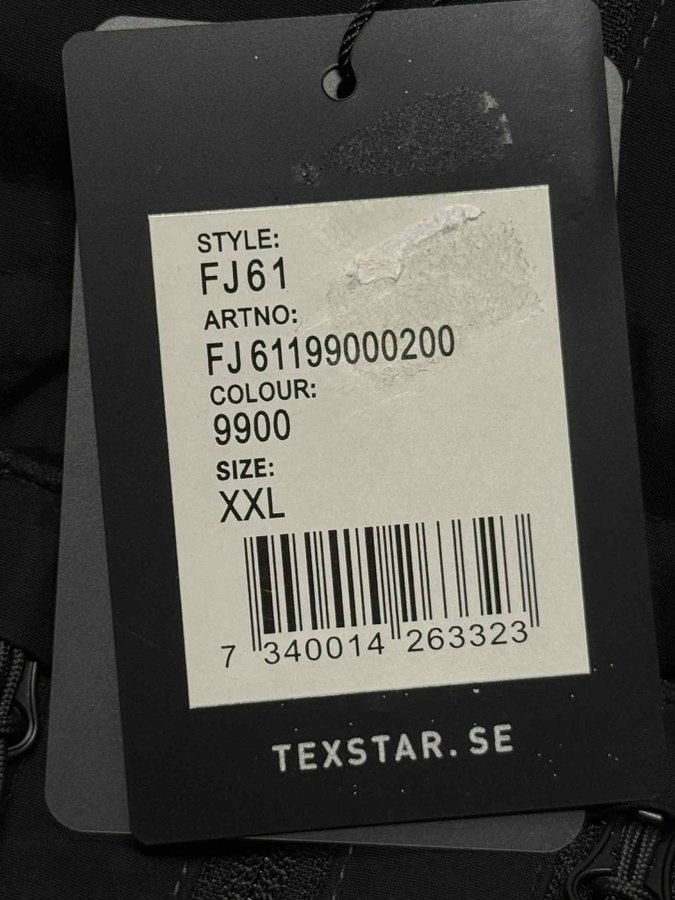 STYLE:
FJ61
ARTNO:
FJ61199000200
COLOUR:
9900
SIZE:
XXL
7 340014 263323
TEXSTAR.SE